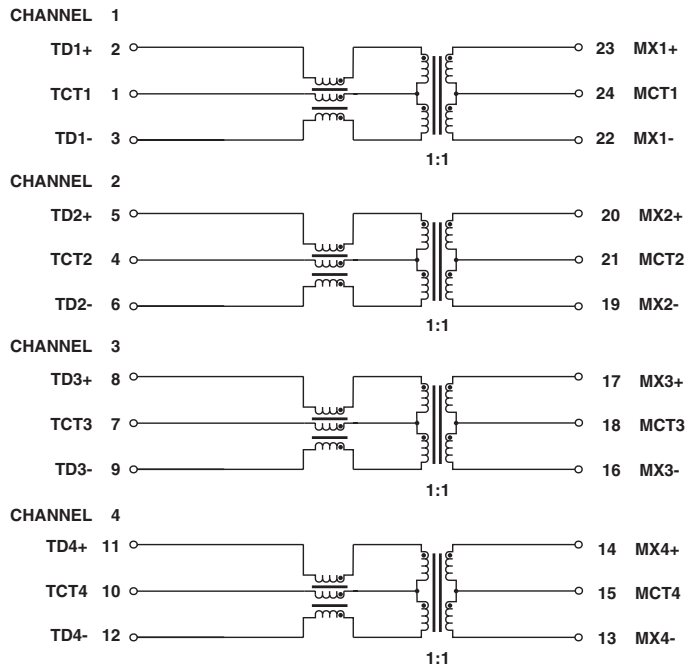 CHANNEL 1
TD1+ 2 23 MX1+
TCT1 1 24 MCT1
TD1- 3 22 MX1-
1:1
CHANNEL 2
TD2+ 5 20 MX2+
TCT2 4 21 MCT2
TD2- 6 19 MX2-
1:1
CHANNEL 3
TD3+ 8 17 MX3+
TCT3 7 18 MCT3
TD3- 9 16 MX3-
1:1
CHANNEL 4
TD4+ 11 14 MX4+
TCT4 10 15 MCT4
TD4- 12 13 MX4-
1:1